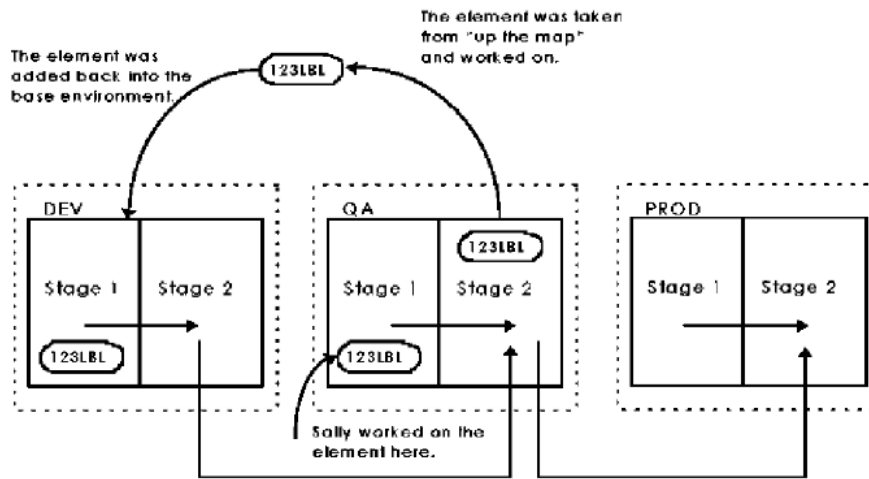 The element was taken
from "up the map"
and worked on.
The element was
added back into the
base environment.
123LBL
DEV
QA
PROD
123LBL
Stage 1
Stage 2
Stage 1
Stage 2
Stage 1
Stage 2
123LBL
123LBL
Sally worked on the
element here.